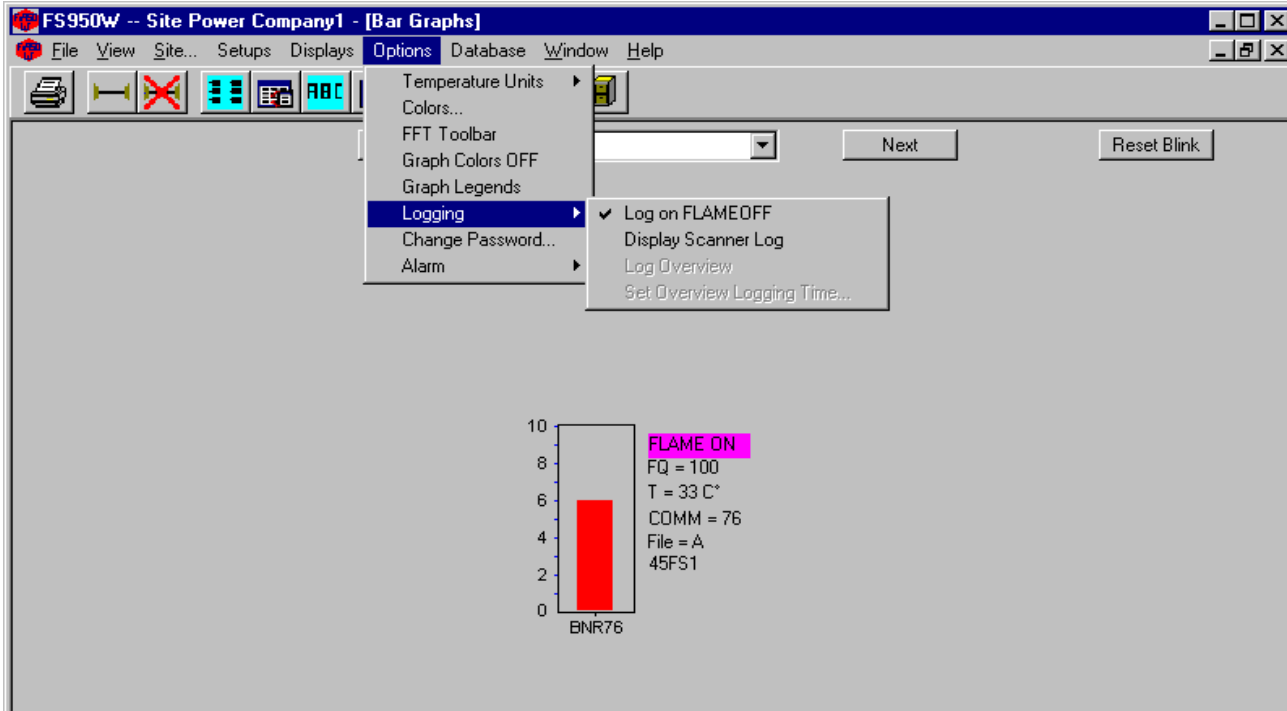 FS950W -- Site Power Company1 - [Bar Graphs]
File View Site... Setups Displays Options Database Window Help
ABC
Temperature Units
Colors...
FFT Toolbar
Graph Colors OFF
Graph Legends
Logging
Change Password...
Alarm
Log on FLAMEOFF
Display Scanner Log
Log Overview
Set Overview Logging Time...
Next
Reset Blink
10
8
6
4
2
0
BNR76
FLAME ON
FQ = 100
T = 33 C°
COMM = 76
File = A
45FS1